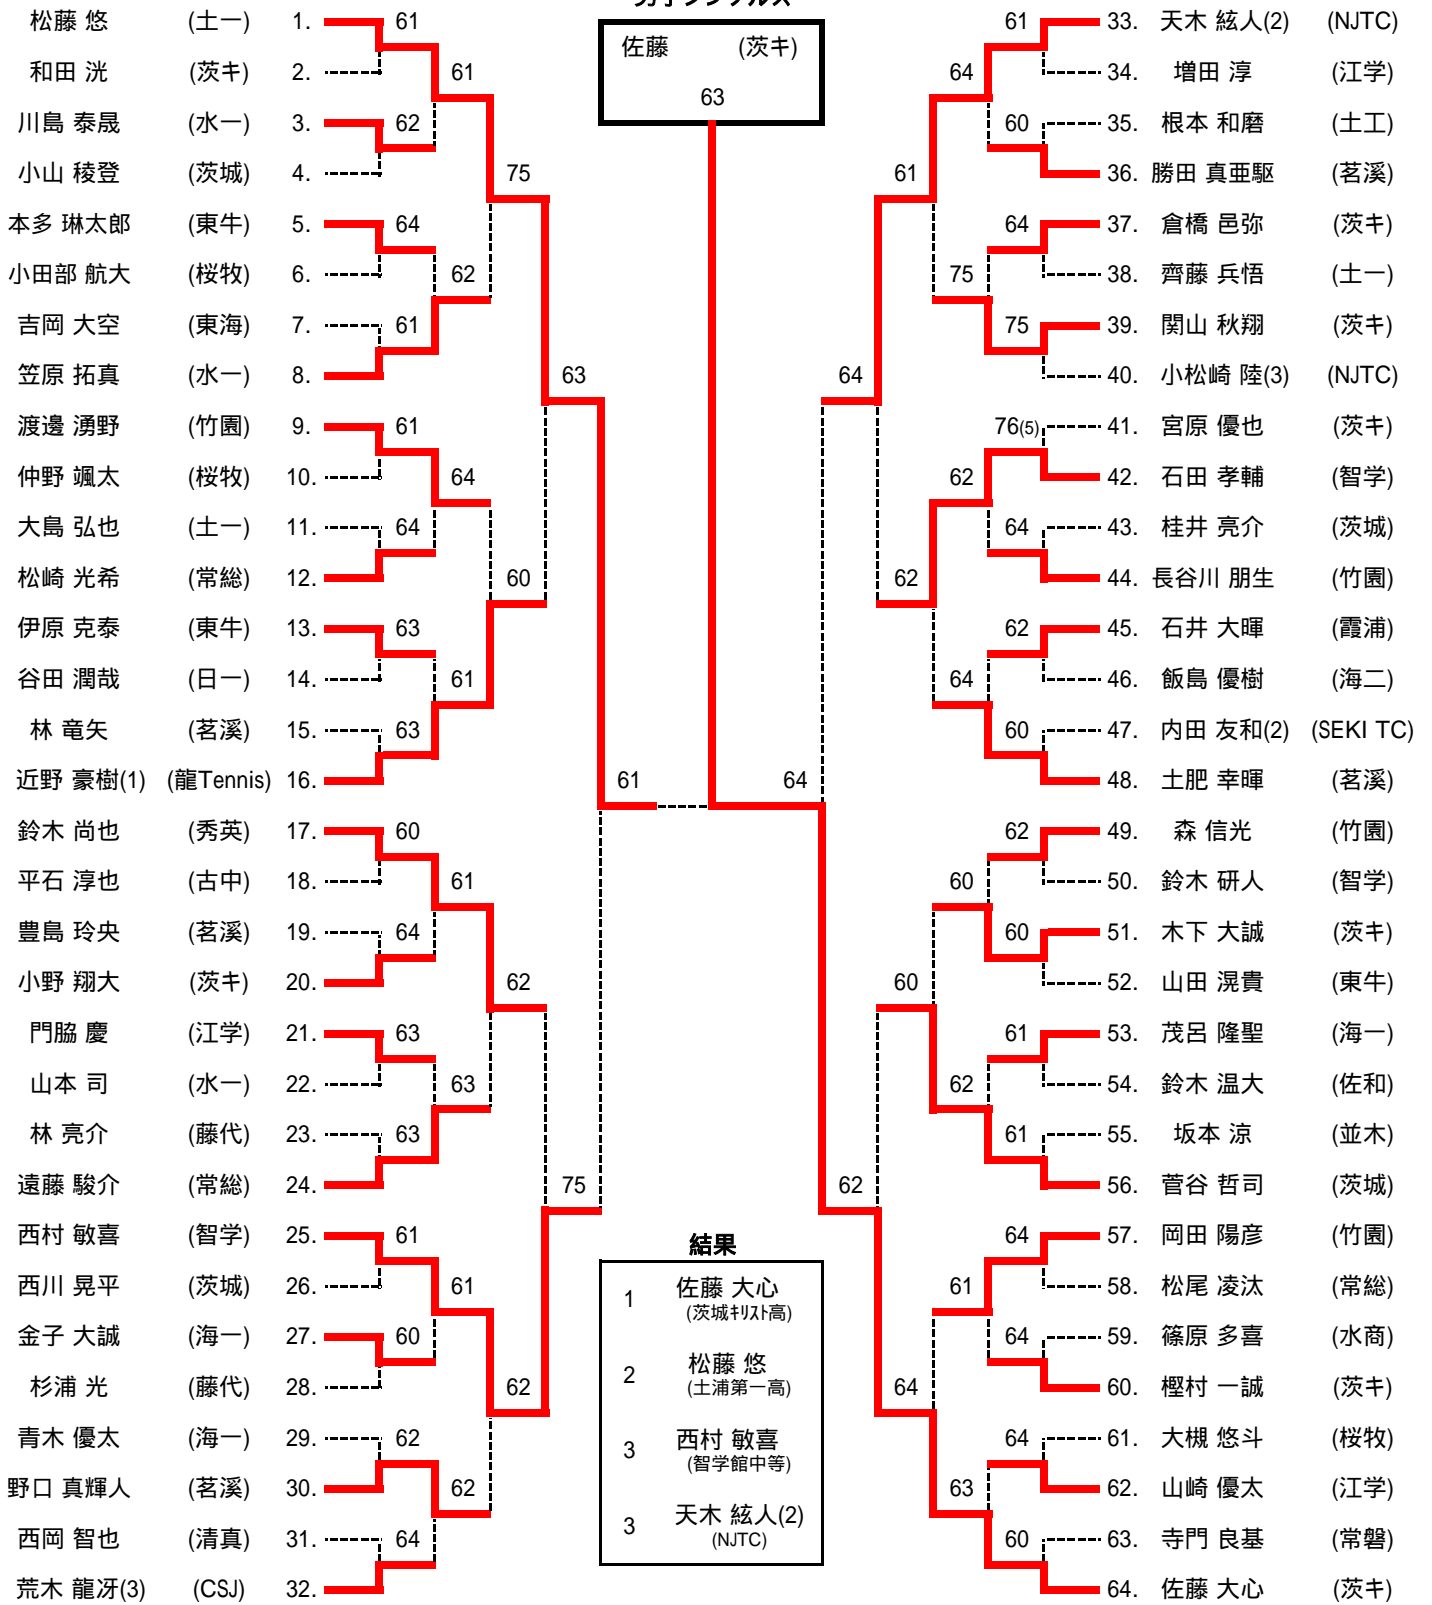 男子シングルス
佐藤 (茨キ)
63
松藤 悠 (土一) 1.
和田 洸 (茨キ) 2.
川島 泰晟 (水一) 3.
小山 稜登 (茨城) 4.
本多 琳太郎 (東牛) 5.
小田部 航大 (桜牧) 6.
吉岡 大空 (東海) 7.
笠原 拓真 (水一) 8.
渡邊 湧野 (竹園) 9.
仲野 颯太 (桜牧) 10.
大島 弘也 (土一) 11.
松崎 光希 (常総) 12.
伊原 克泰 (東牛) 13.
谷田 潤哉 (日一) 14.
林 竜矢 (茗溪) 15.
近野 豪樹(1) (龍Tennis) 16.
鈴木 尚也 (秀英) 17.
平石 淳也 (古中) 18.
豊島 玲央 (茗溪) 19.
小野 翔大 (茨キ) 20.
門脇 慶 (江学) 21.
山本 司 (水一) 22.
林 亮介 (藤代) 23.
遠藤 駿介 (常総) 24.
西村 敏喜 (智学) 25.
西川 晃平 (茨城) 26.
金子 大誠 (海一) 27.
杉浦 光 (藤代) 28.
青木 優太 (海一) 29.
野口 真輝人 (茗溪) 30.
西岡 智也 (清真) 31.
荒木 龍冴(3) (CSJ) 32.
61
62
64
61
61
64
63
63
60
64
63
63
61
60
62
64
61
62
64
61
61
63
61
62
75
60
62
62
63
75
61
64
64
62
61
62
60
64
61
64
75
62
64
60
62
61
63
61
60
64
75
76(5)
64
62
60
62
60
61
61
64
64
64
60
33. 天木 絃人(2) (NJTC)
34. 増田 淳 (江学)
35. 根本 和磨 (土工)
36. 勝田 真亜駆 (茗溪)
37. 倉橋 邑弥 (茨キ)
38. 齊藤 兵悟 (土一)
39. 関山 秋翔 (茨キ)
40. 小松崎 陸(3) (NJTC)
41. 宮原 優也 (茨キ)
42. 石田 孝輔 (智学)
43. 桂井 亮介 (茨城)
44. 長谷川 朋生 (竹園)
45. 石井 大暉 (霞浦)
46. 飯島 優樹 (海二)
47. 内田 友和(2) (SEKI TC)
48. 土肥 幸暉 (茗溪)
49. 森 信光 (竹園)
50. 鈴木 研人 (智学)
51. 木下 大誠 (茨キ)
52. 山田 滉貴 (東牛)
53. 茂呂 隆聖 (海一)
54. 鈴木 温大 (佐和)
55. 坂本 涼 (並木)
56. 菅谷 哲司 (茨城)
57. 岡田 陽彦 (竹園)
58. 松尾 凌汰 (常総)
59. 篠原 多喜 (水商)
60. 樫村 一誠 (茨キ)
61. 大槻 悠斗 (桜牧)
62. 山崎 優太 (江学)
63. 寺門 良基 (常磐)
64. 佐藤 大心 (茨キ)
結果
1 佐藤 大心
(茨城キリスト高)
2 松藤 悠
(土浦第一高)
3 西村 敏喜
(智学館中等)
3 天木 絃人(2)
(NJTC)